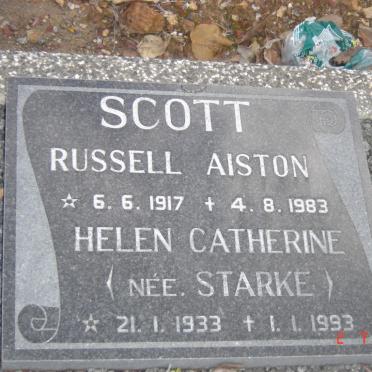 SCOTT
RUSSELL AISTON
☆ 6.6.1917 ✝ 4.8.1983
HELEN CATHERINE
(NÉE. STARKE)
☆ 21.1.1933 ✝ 1.1.1993